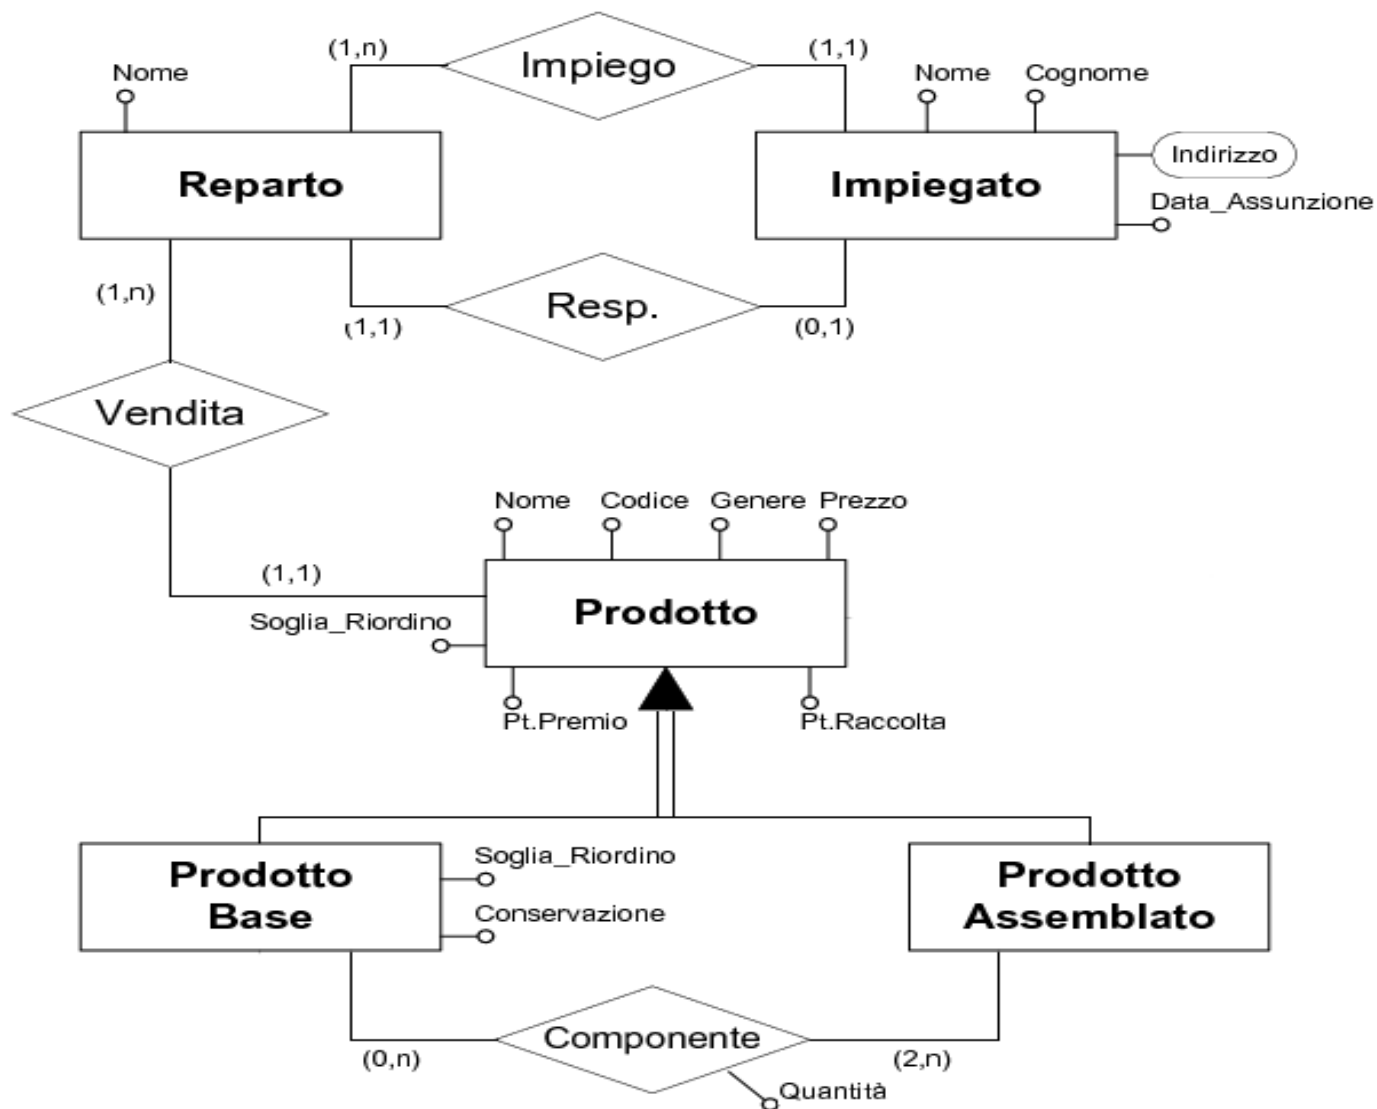 (1,n)
Impiego
(1,1)
Nome
Nome
Cognome
Reparto
Impiegato
Indirizzo
Data_Assunzione
(1,n)
(1,1)
Resp.
(0,1)
Vendita
Nome
Codice
Genere
Prezzo
(1,1)
Prodotto
Soglia_Riordino
Pt.Premio
Pt.Raccolta
Prodotto
Base
Soglia_Riordino
Conservazione
Prodotto
Assemblato
Componente
(0,n)
(2,n)
Quantità